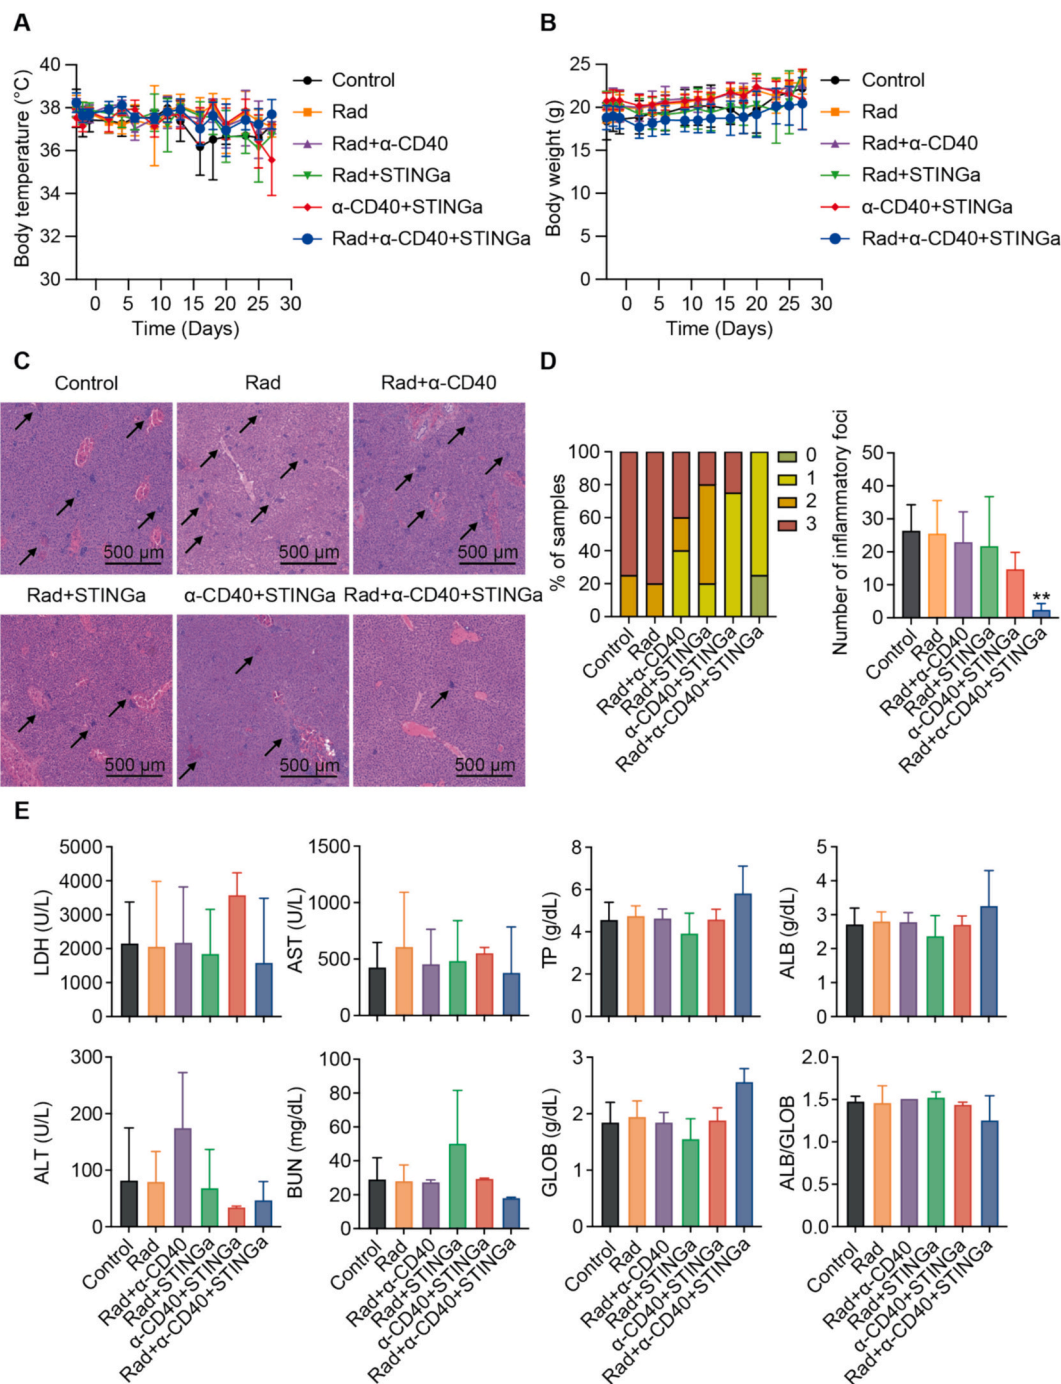 A
Body temperature (°C)
40
38
36
34
32
30
0 5 10 15 20 25 30
Time (Days)
Control
Rad
Rad+α-CD40
Rad+STINGa
α-CD40+STINGa
Rad+α-CD40+STINGa
B
Body weight (g)
25
20
15
10
5
0
0 5 10 15 20 25 30
Time (Days)
Control
Rad
Rad+α-CD40
Rad+STINGa
α-CD40+STINGa
Rad+α-CD40+STINGa
C
Control Rad Rad+α-CD40
500 µm 500 µm 500 µm
Rad+STINGa α-CD40+STINGa Rad+α-CD40+STINGa
500 µm 500 µm 500 µm
D
% of samples
100
80
60
40
20
0
0
1
2
3
Control
Rad
Rad+α-CD40
Rad+STINGa
α-CD40+STINGa
Rad+α-CD40+STINGa
Number of inflammatory foci
50
40
30
20
10
0
**
Control
Rad
Rad+α-CD40
Rad+STINGa
α-CD40+STINGa
Rad+α-CD40+STINGa
E
LDH (U/L)
5000
4000
3000
2000
1000
0
AST (U/L)
1500
1000
500
0
TP (g/dL)
8
6
4
2
0
ALB (g/dL)
5
4
3
2
1
0
ALT (U/L)
300
200
100
0
Control
Rad
Rad+α-CD40
Rad+STINGa
α-CD40+STINGa
Rad+α-CD40+STINGa
BUN (mg/dL)
100
80
60
40
20
0
Control
Rad
Rad+α-CD40
Rad+STINGa
α-CD40+STINGa
Rad+α-CD40+STINGa
GLOB (g/dL)
3
2
1
0
Control
Rad
Rad+α-CD40
Rad+STINGa
α-CD40+STINGa
Rad+α-CD40+STINGa
ALB/GLOB
2.0
1.5
1.0
0.5
0.0
Control
Rad
Rad+α-CD40
Rad+STINGa
α-CD40+STINGa
Rad+α-CD40+STINGa